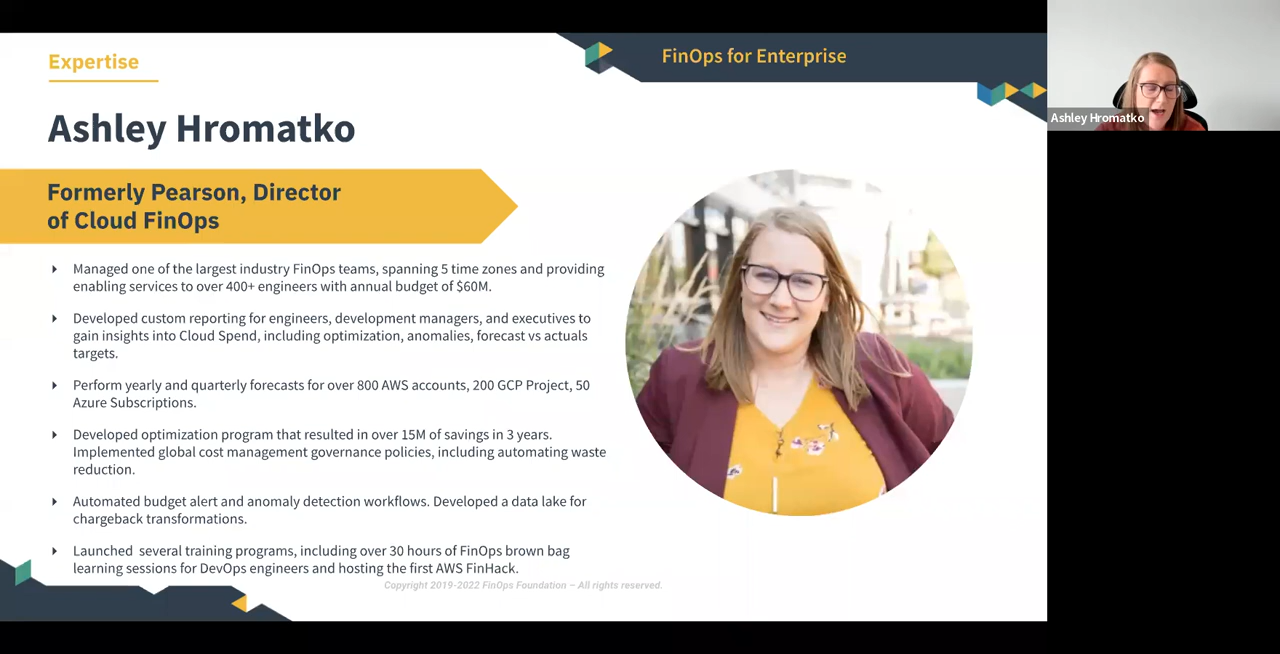 Expertise
FinOps for Enterprise
Ashley Hromatko
Formerly Pearson, Director
of Cloud FinOps
Managed one of the largest industry FinOps teams, spanning 5 time zones and providing
enabling services to over 400+ engineers with annual budget of $60M.
Developed custom reporting for engineers, development managers, and executives to
gain insights into Cloud Spend, including optimization, anomalies, forecast vs actuals
targets.
Perform yearly and quarterly forecasts for over 800 AWS accounts, 200 GCP Project, 50
Azure Subscriptions.
Developed optimization program that resulted in over 15M of savings in 3 years.
Implemented global cost management governance policies, including automating waste
reduction.
Automated budget alert and anomaly detection workflows. Developed a data lake for
chargeback transformations.
Launched several training programs, including over 30 hours of FinOps brown bag
learning sessions for DevOps engineers and hosting the first AWS FinHack.
Copyright 2019-2022 FinOps Foundation – All rights reserved.
Ashley Hromatko